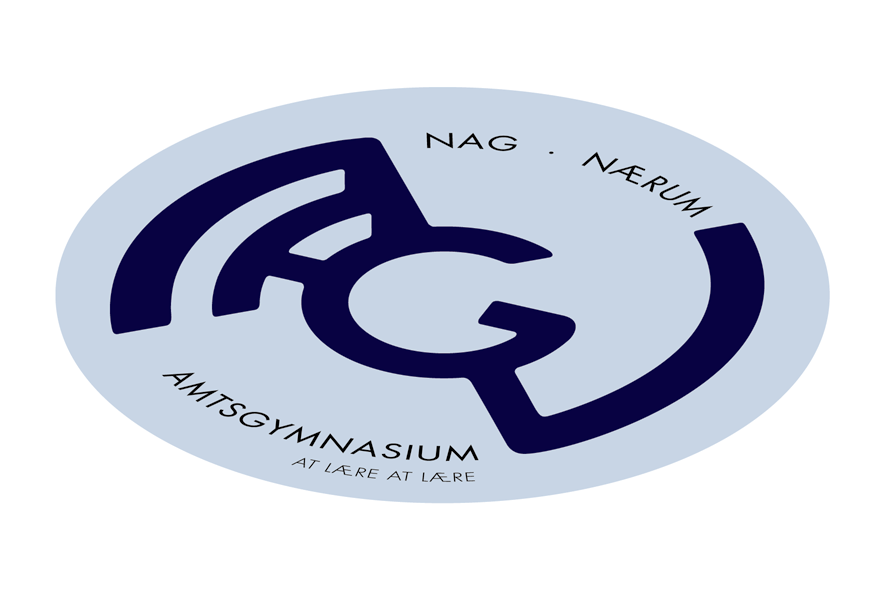 NAG · NÆRUM
AMTSGYMNASIUM
AT LÆRE AT LÆRE